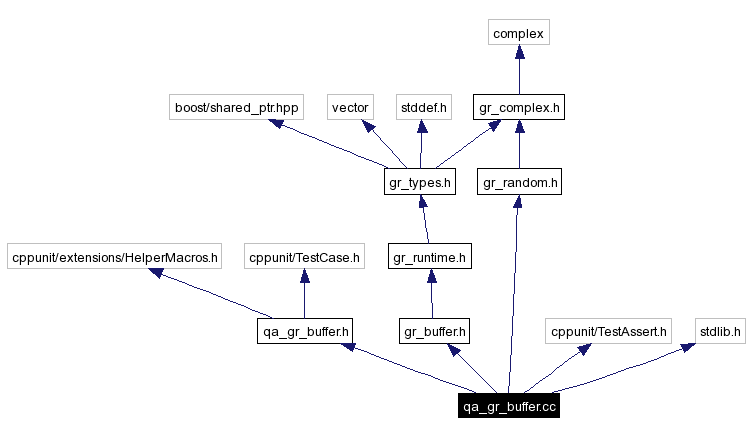 complex
boost/shared_ptr.hpp
vector
stddef.h
gr_complex.h
gr_types.h
gr_random.h
cppunit/extensions/HelperMacros.h
cppunit/TestCase.h
gr_runtime.h
qa_gr_buffer.h
gr_buffer.h
cppunit/TestAssert.h
stdlib.h
qa_gr_buffer.cc